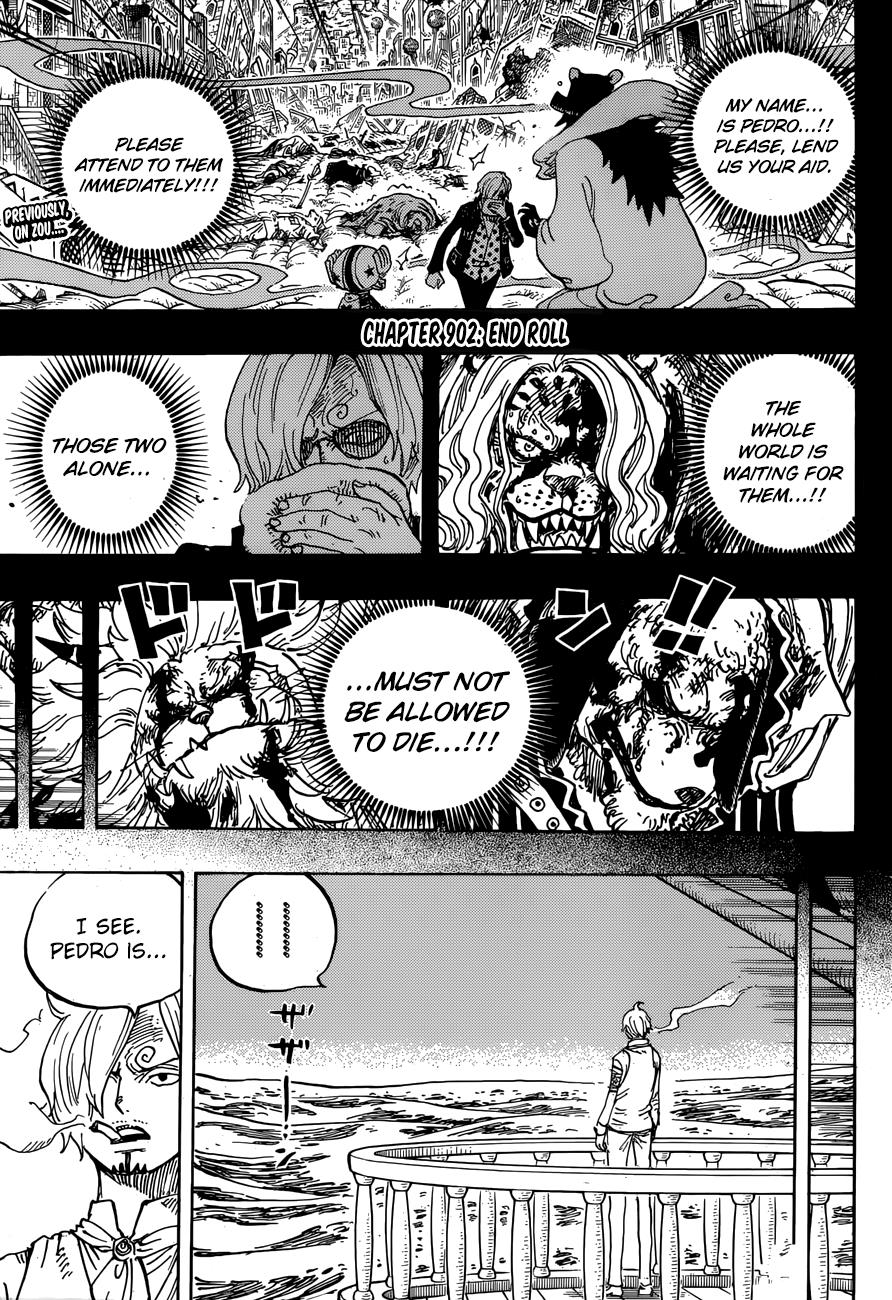 MY NAME...
IS PEDRO...!!
PLEASE, LEND
US YOUR AID.
PLEASE
ATTEND TO THEM
IMMEDIATELY!!!
PREVIOUSLY,
ON ZOU...
CHAPTER 902: END ROLL
THE
WHOLE
WORLD IS
WAITING FOR
THEM...!!
THOSE TWO
ALONE...
...MUST NOT
BE ALLOWED
TO DIE...!!!
ドドン!!
I SEE.
PEDRO IS...
ザザ…